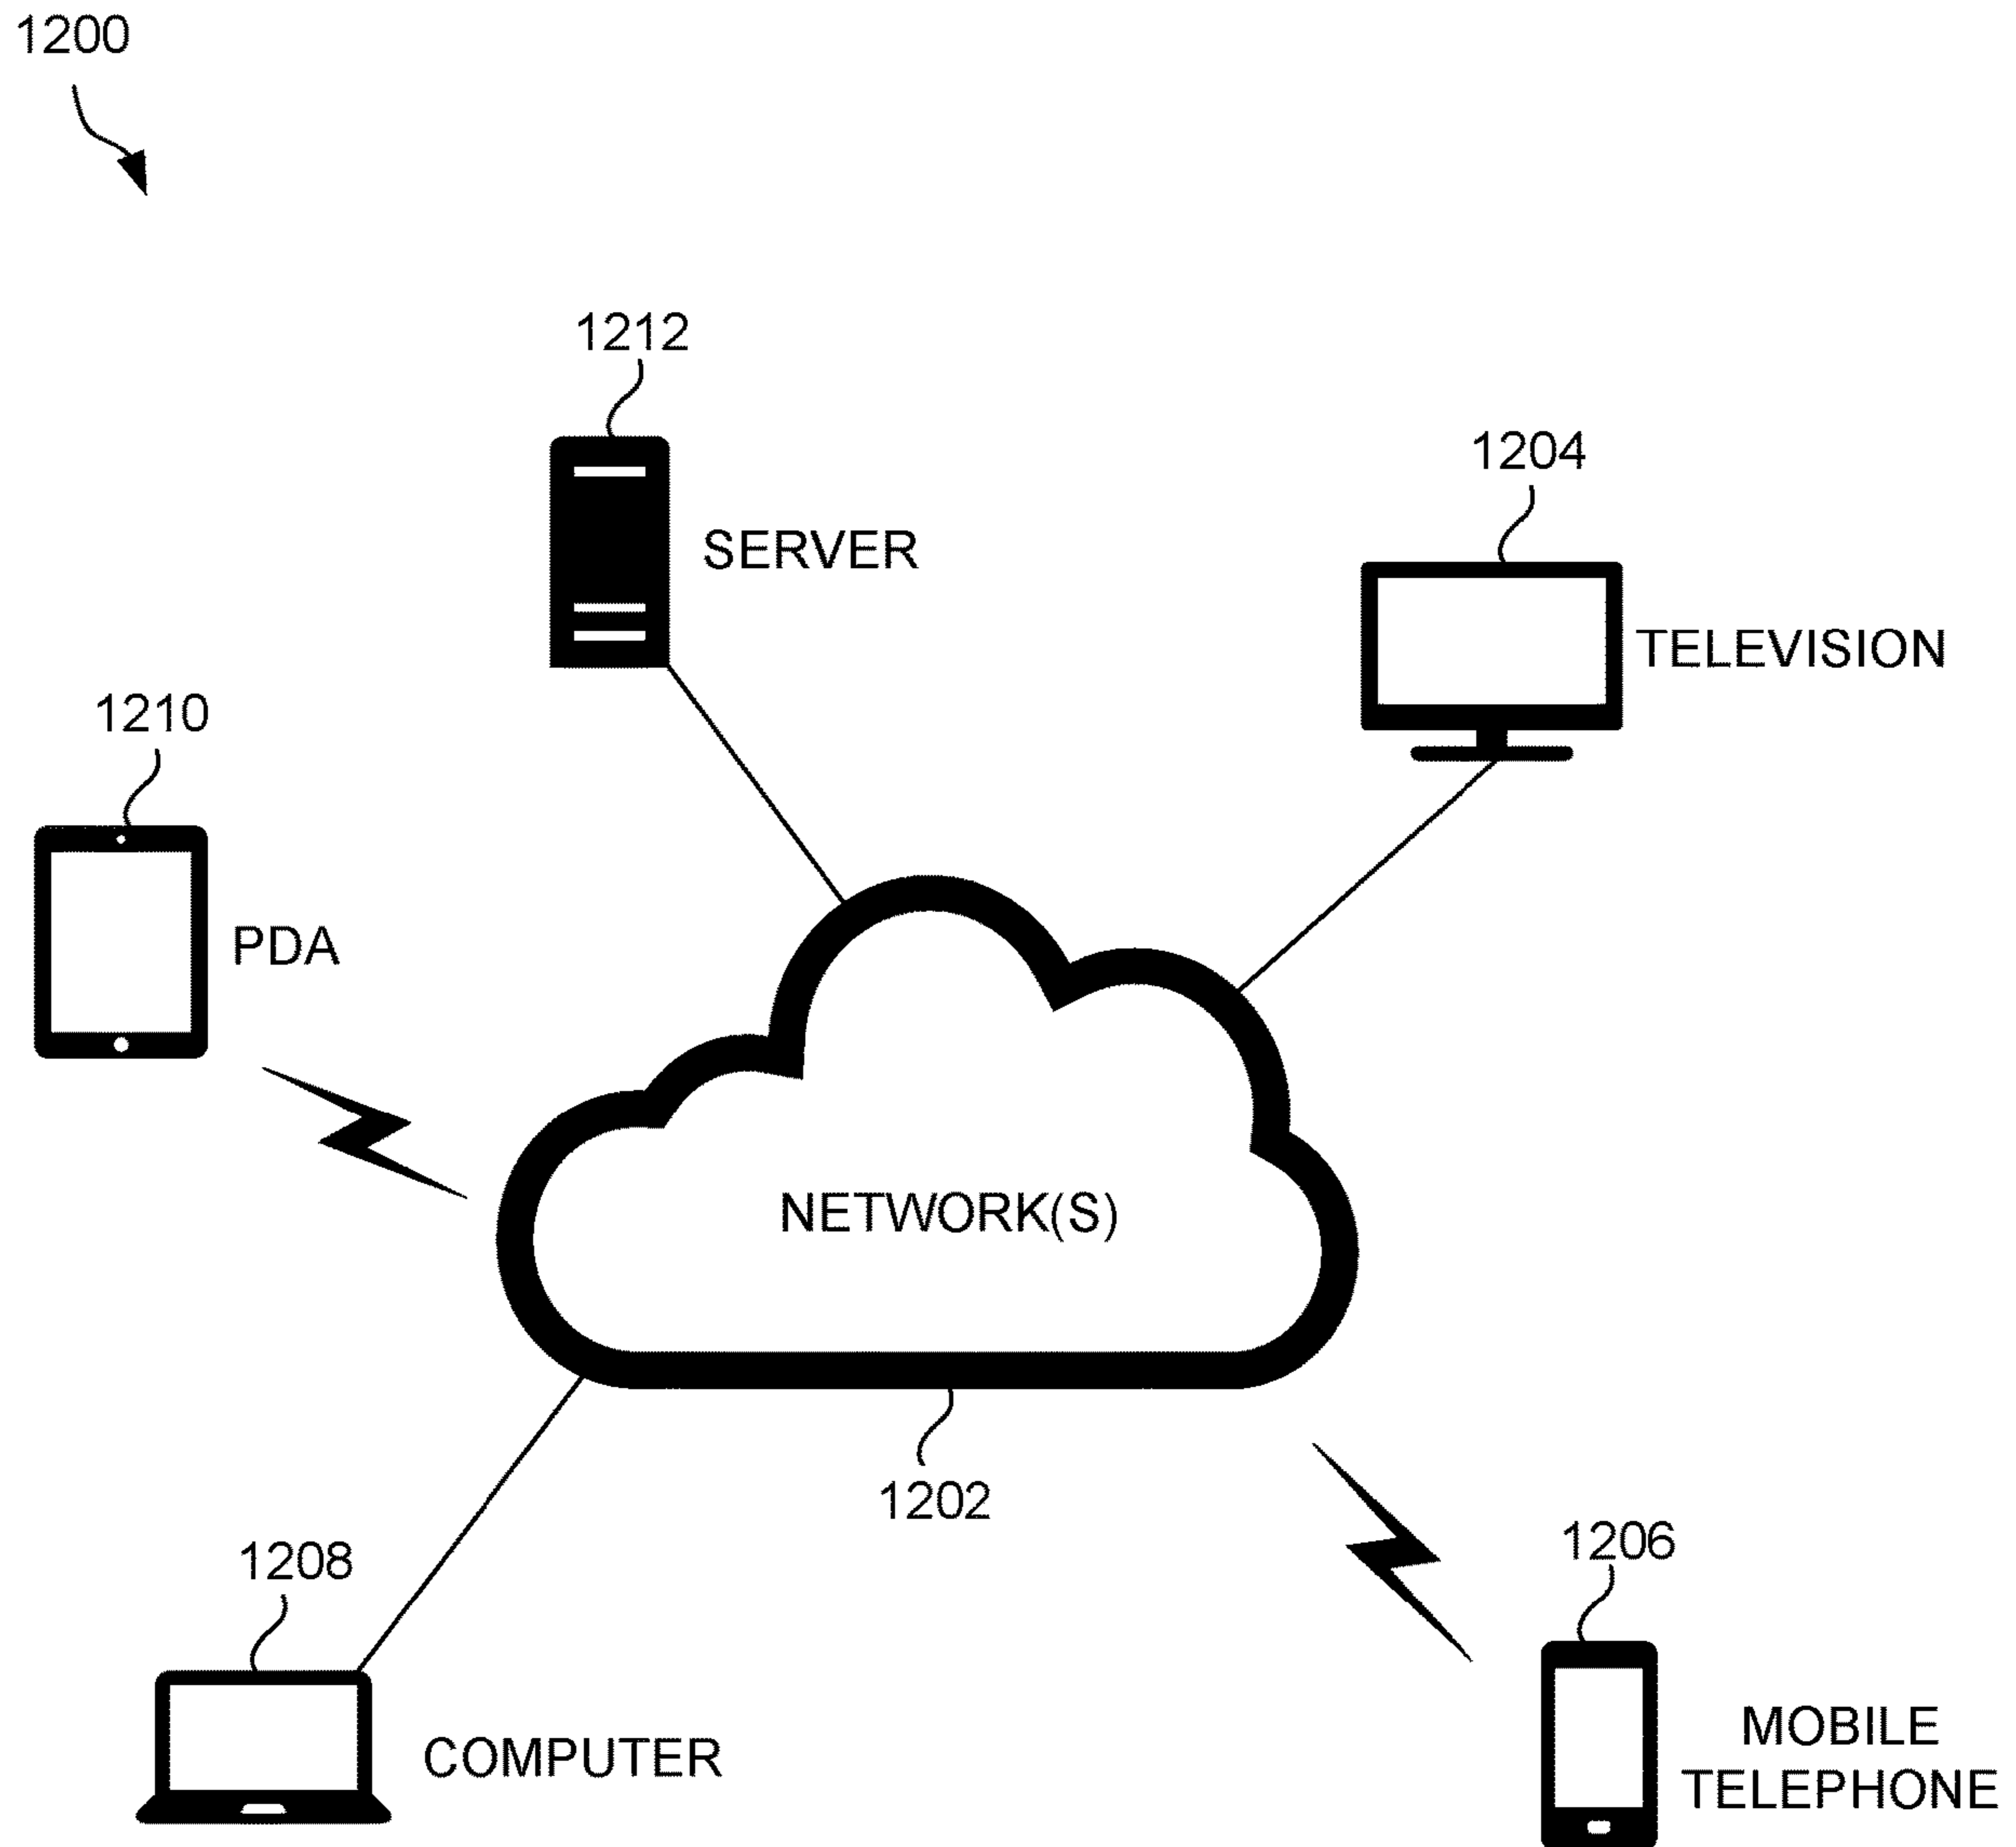 1200
1212
SERVER
1204
TELEVISION
1210
PDA
NETWORK(S)
1202
1208
COMPUTER
1206
MOBILE
TELEPHONE